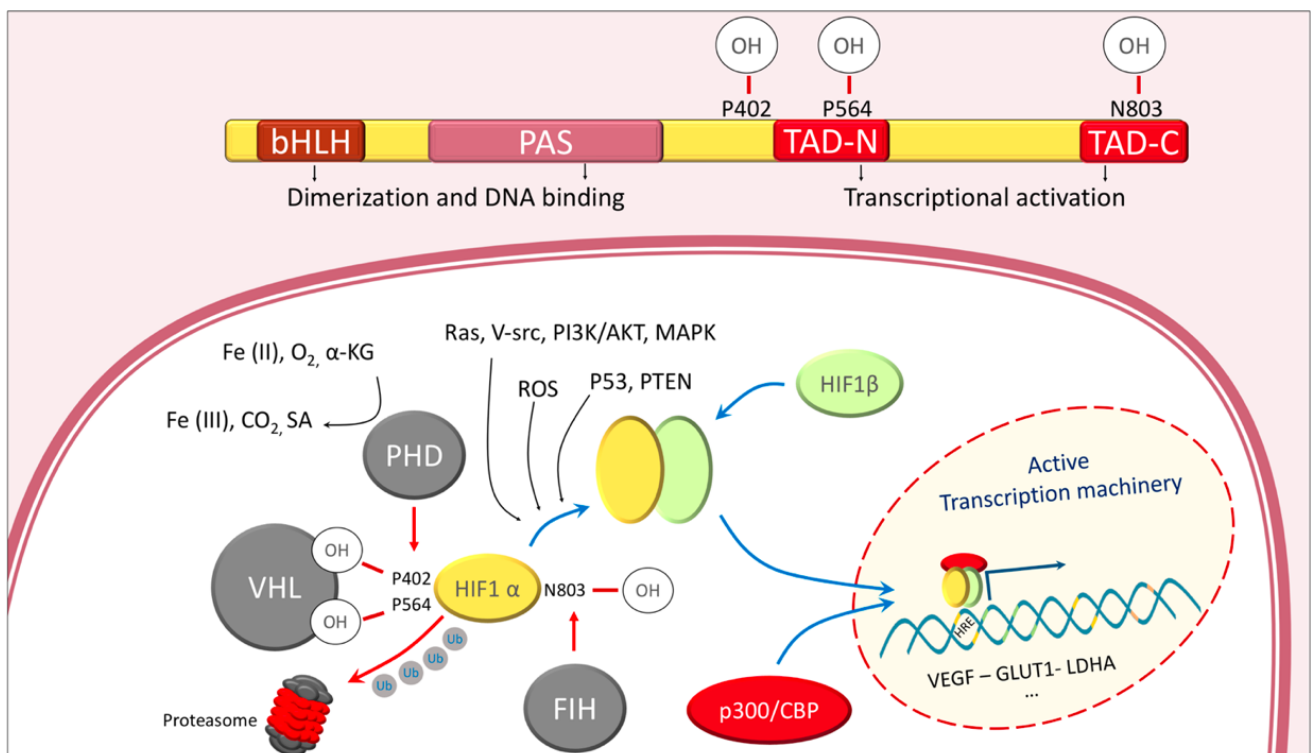 OH OH OH
P402 P564 N803
bHLH PAS TAD-N TAD-C
Dimerization and DNA binding Transcriptional activation
Ras, V-src, PI3K/AKT, MAPK
Fe (II), O2, α-KG
ROS
P53, PTEN
HIF1β
Fe (III), CO2, SA
PHD
Active
Transcription machinery
VHL
OH
OH
P402
P564
HIF1 α
N803
OH
HRE
Ub
Ub
Ub
Ub
VEGF – GLUT1- LDHA
...
Proteasome
FIH
p300/CBP